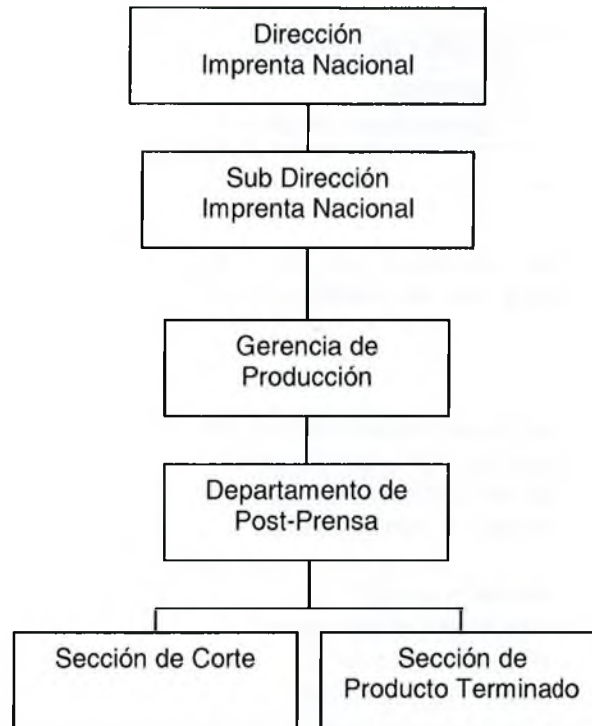 Dirección
Imprenta Nacional
Sub Dirección
Imprenta Nacional
Gerencia de
Producción
Departamento de
Post-Prensa
Sección de Corte
Sección de
Producto Terminado